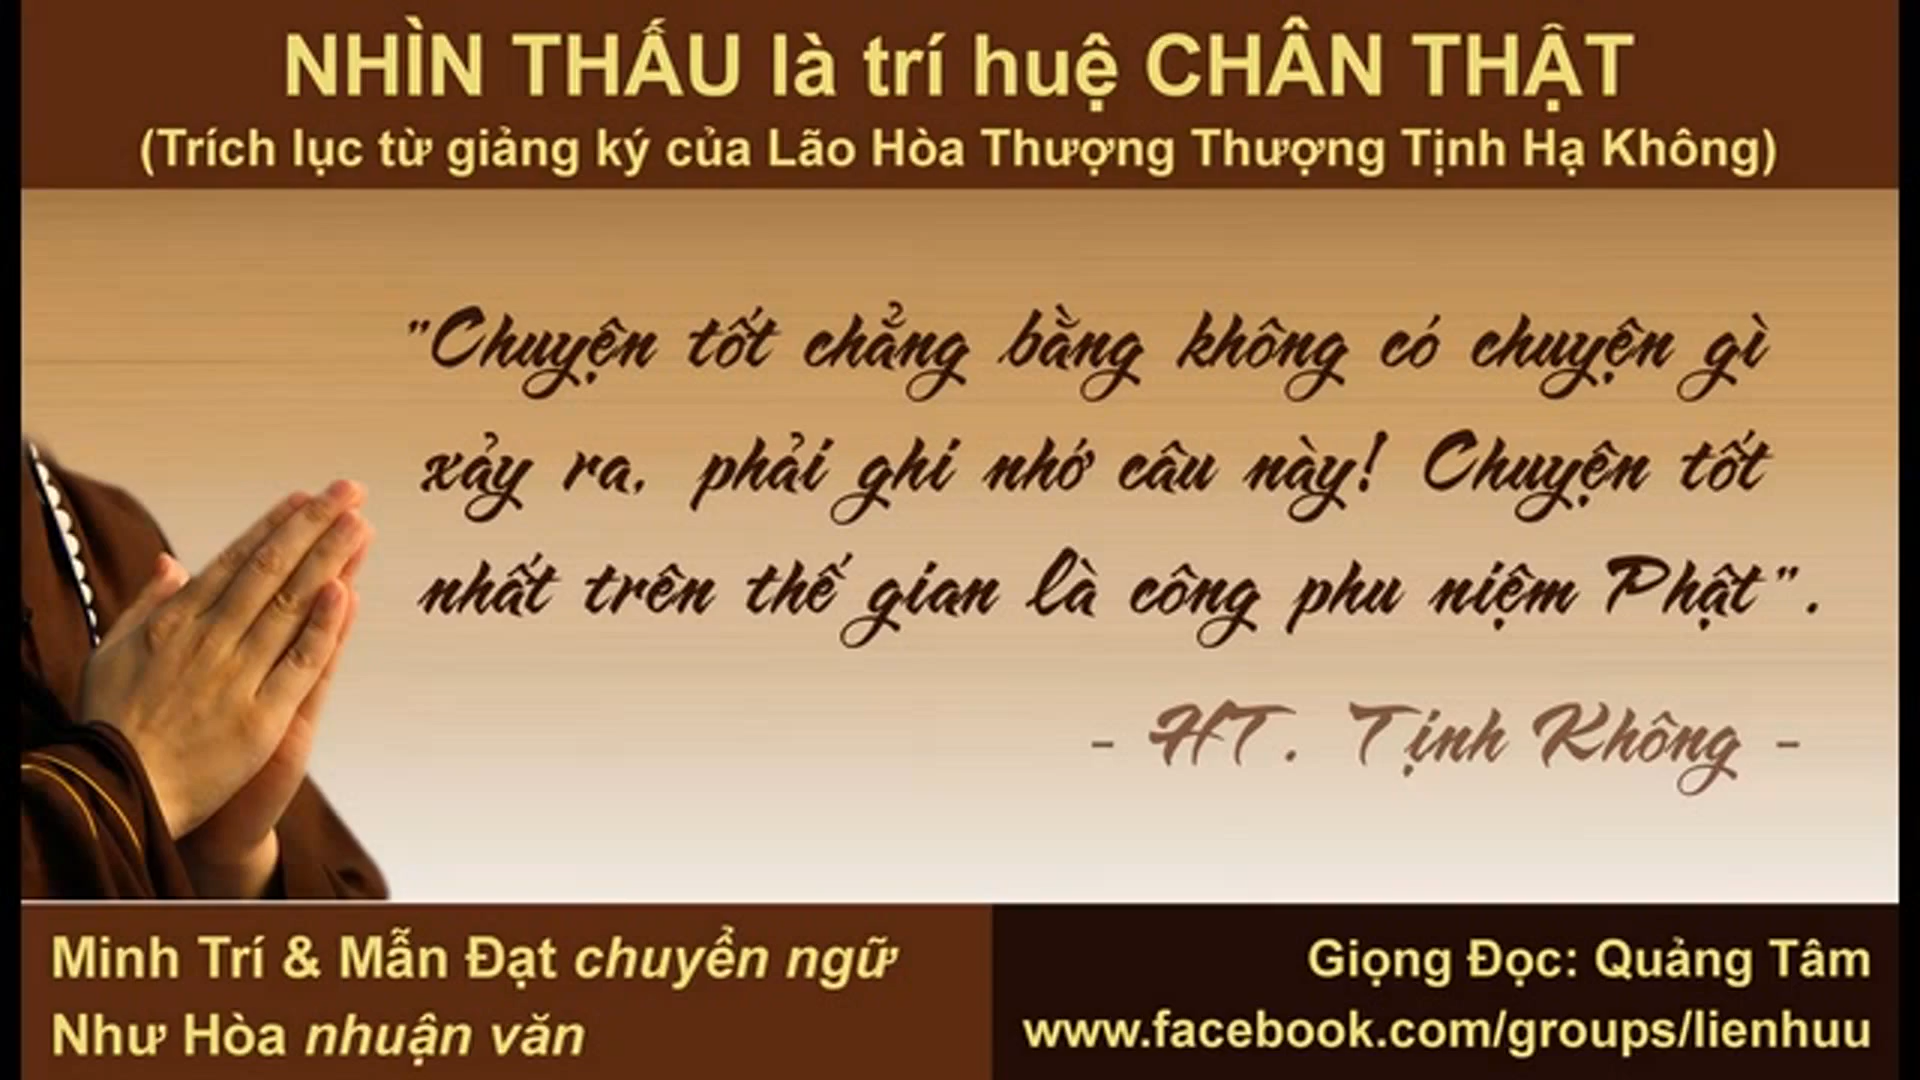 NHÌN THẤU là trí huệ CHÂN THẬT
(Trích lục từ giảng ký của Lão Hòa Thượng Thượng Tịnh Hạ Không)
"Chuyện tốt chẳng bằng không có chuyện gì
xảy ra, phải ghi nhớ câu này! Chuyện tốt
nhất trên thế gian là công phu niệm Phật".
- HT. Tịnh Không -
Minh Trí & Mẫn Đạt chuyển ngữ
Như Hòa nhuận văn
Giọng Đọc: Quảng Tâm
www.facebook.com/groups/lienhuu